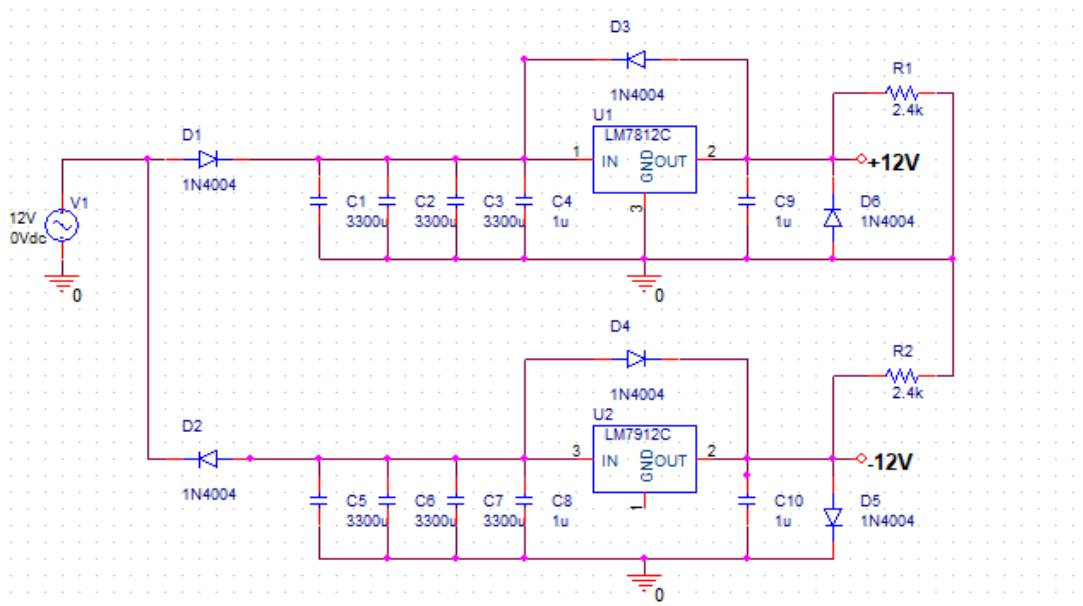 D3
1N4004
R1
2.4k
U1
LM7812C
D1
1N4004
1
IN
GND
OUT
2
+12V
V1
12V
0Vdc
0
C1
3300u
C2
3300u
C3
3300u
C4
1u
3
C9
1u
D6
1N4004
0
D4
1N4004
R2
2.4k
U2
LM7912C
D2
1N4004
3
IN
GND
OUT
2
-12V
C5
3300u
C6
3300u
C7
3300u
C8
1u
1
C10
1u
D5
1N4004
0